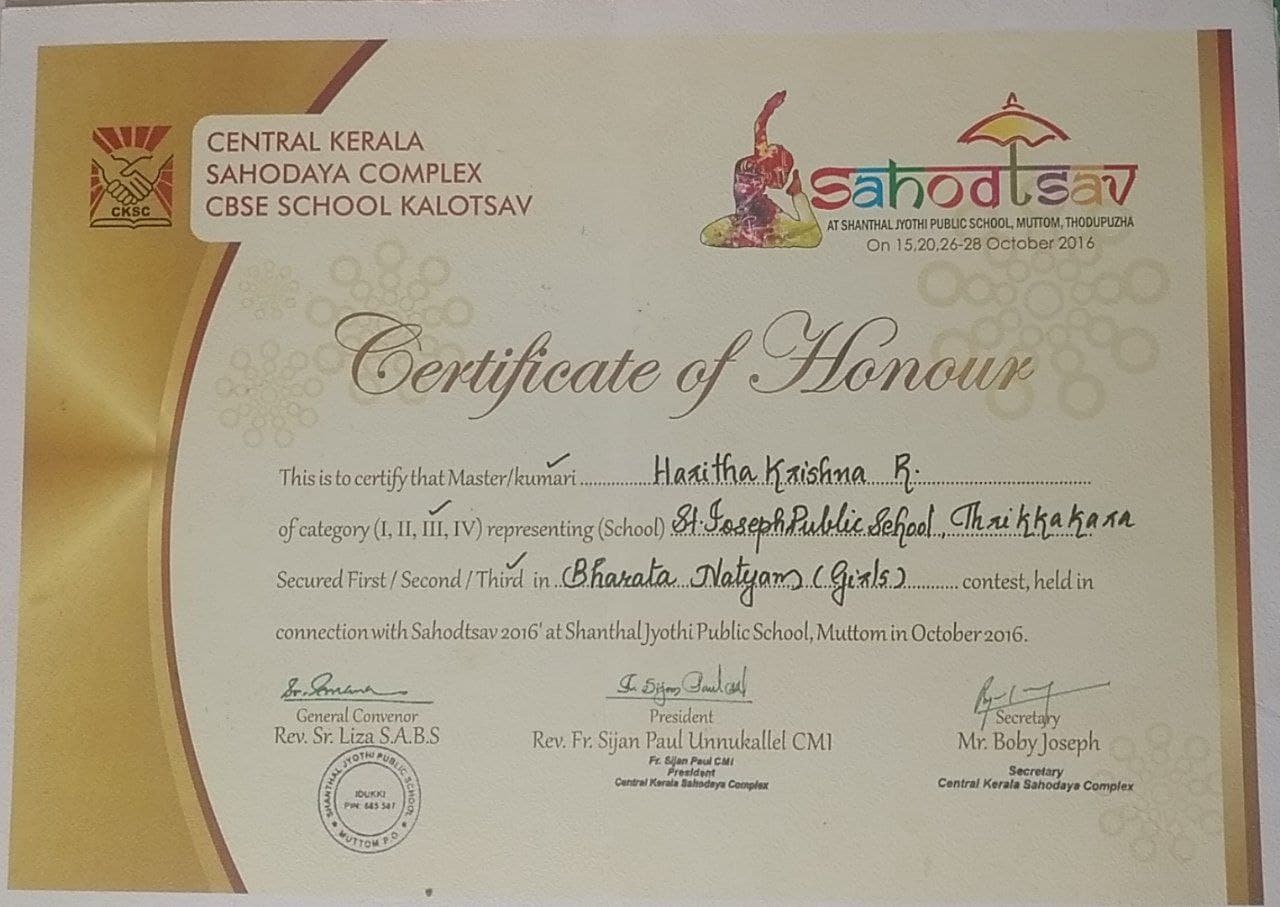 CENTRAL KERALA
SAHODAYA COMPLEX
CBSE SCHOOL KALOTSAV
CKSC
sahodtsav
AT SHANTHAL JYOTHI PUBLIC SCHOOL, MUTTOM, THODUPUZHA
On 15,20,26-28 October 2016
Certificate of Honour
This is to certify that Master/kumari Haritha Krishna R.
of category (I, II, III, IV) representing (School) St. Joseph Public School, Thrikkakara
Secured First / Second / Third in Bharata Natyam (Girls) contest, held in
connection with Sahodtsav 2016' at Shanthal Jyothi Public School, Muttom in October 2016.
General Convenor
Rev. Sr. Liza S.A.B.S
SHANTHAL JYOTHI PUBLIC SCHOOL
IDUKKI
PIN: 685 587
MUTTOM P.O.
Fr. Sijan Paul CMI
President
Rev. Fr. Sijan Paul Unnukallel CMI
Fr. Sijan Paul CMI
President
Central Kerala Sahodaya Complex
Secretary
Mr. Boby Joseph
Secretary
Central Kerala Sahodaya Complex